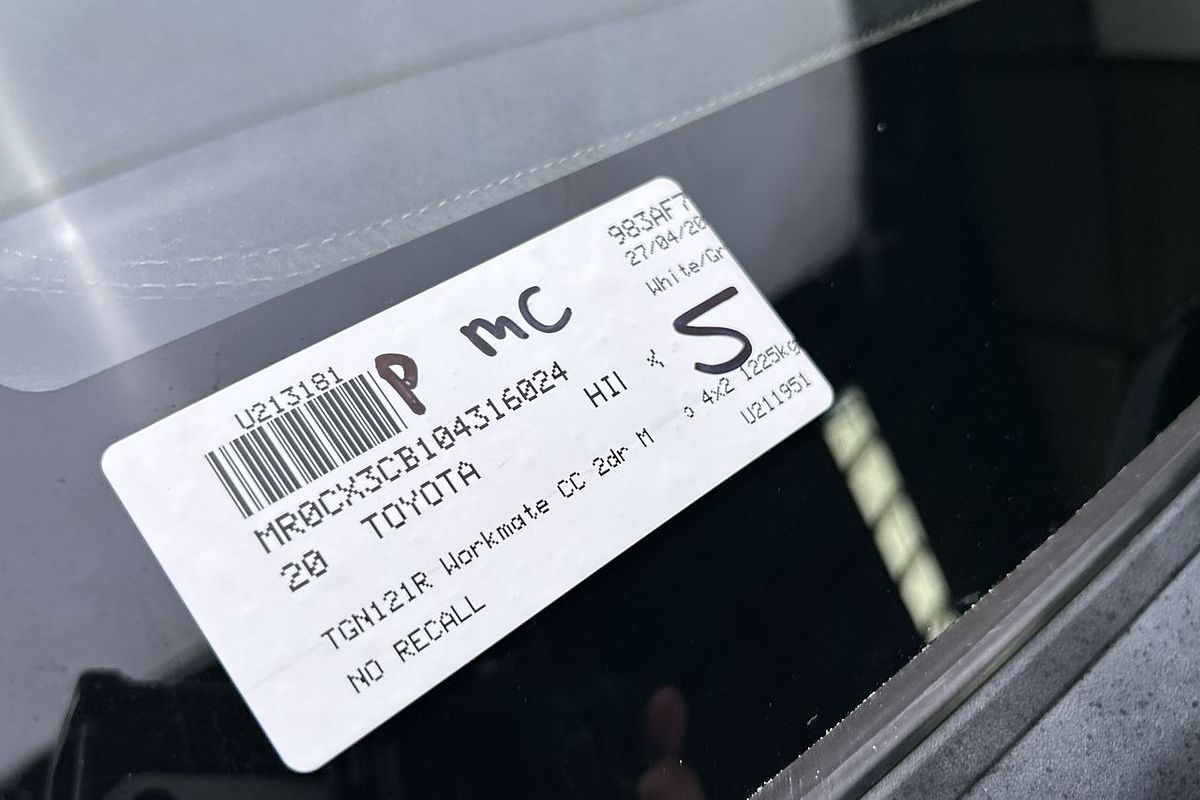 983AF7
27/04/20
White/Gr
P mC 5
U213181
MR0CX3CB104316024
20 TOYOTA HI
TGN121R Workmate CC 2dr M 4x2 1225kg
NO RECALL U211951